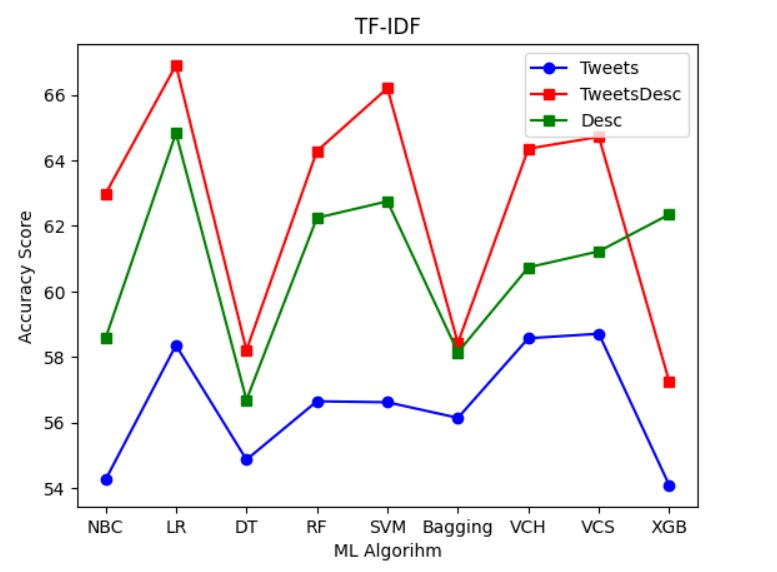 TF-IDF
Tweets
TweetsDesc
Desc
66
64
62
60
58
56
54
Accuracy Score
NBC LR DT RF SVM Bagging VCH VCS XGB
ML Algorihm